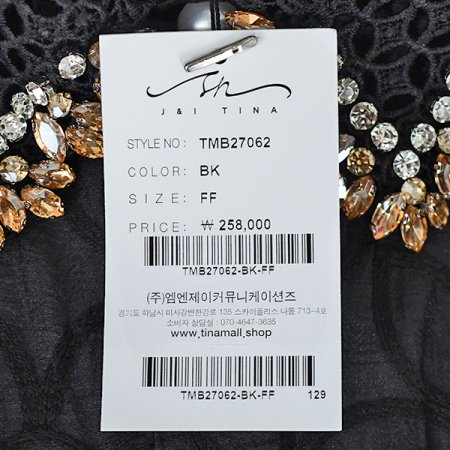 J & I TINA
STYLE NO : TMB27062
COLOR : BK
SIZE : FF
PRICE : ₩ 258,000
TMB27062-BK-FF
(주)엠엔제이커뮤니케이션즈
경기도 하남시 미사강변한강로 135 스카이폴리스 나동 713-4호
소비자 상담실 : 070-4647-3635
www.tinamall.shop
TMB27062-BK-FF 129